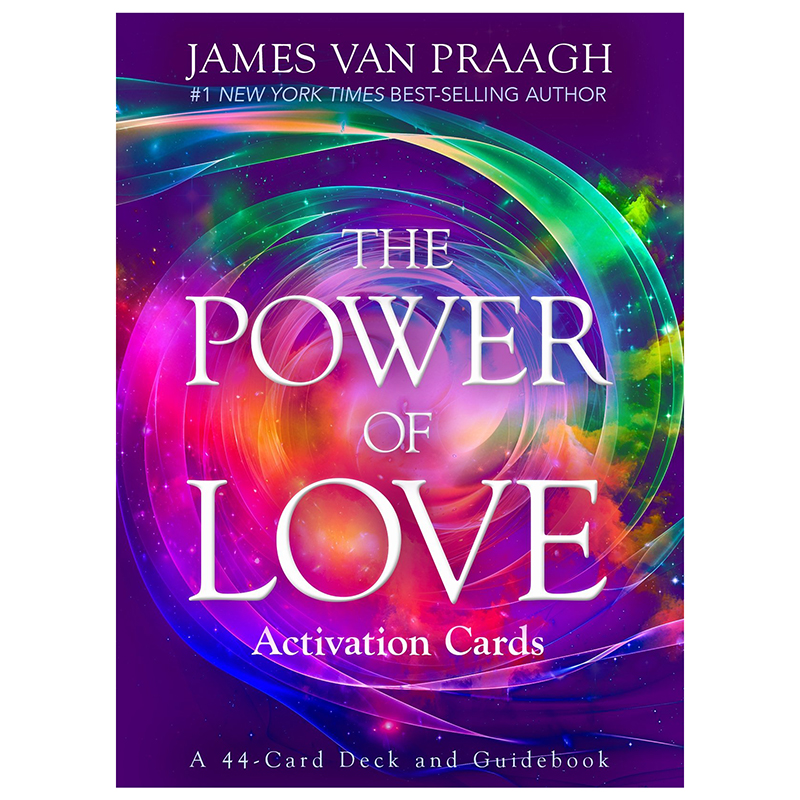 JAMES VAN PRAAGH
#1 NEW YORK TIMES BEST-SELLING AUTHOR
THE
POWER
OF
LOVE
Activation Cards
A 44-Card Deck and Guidebook